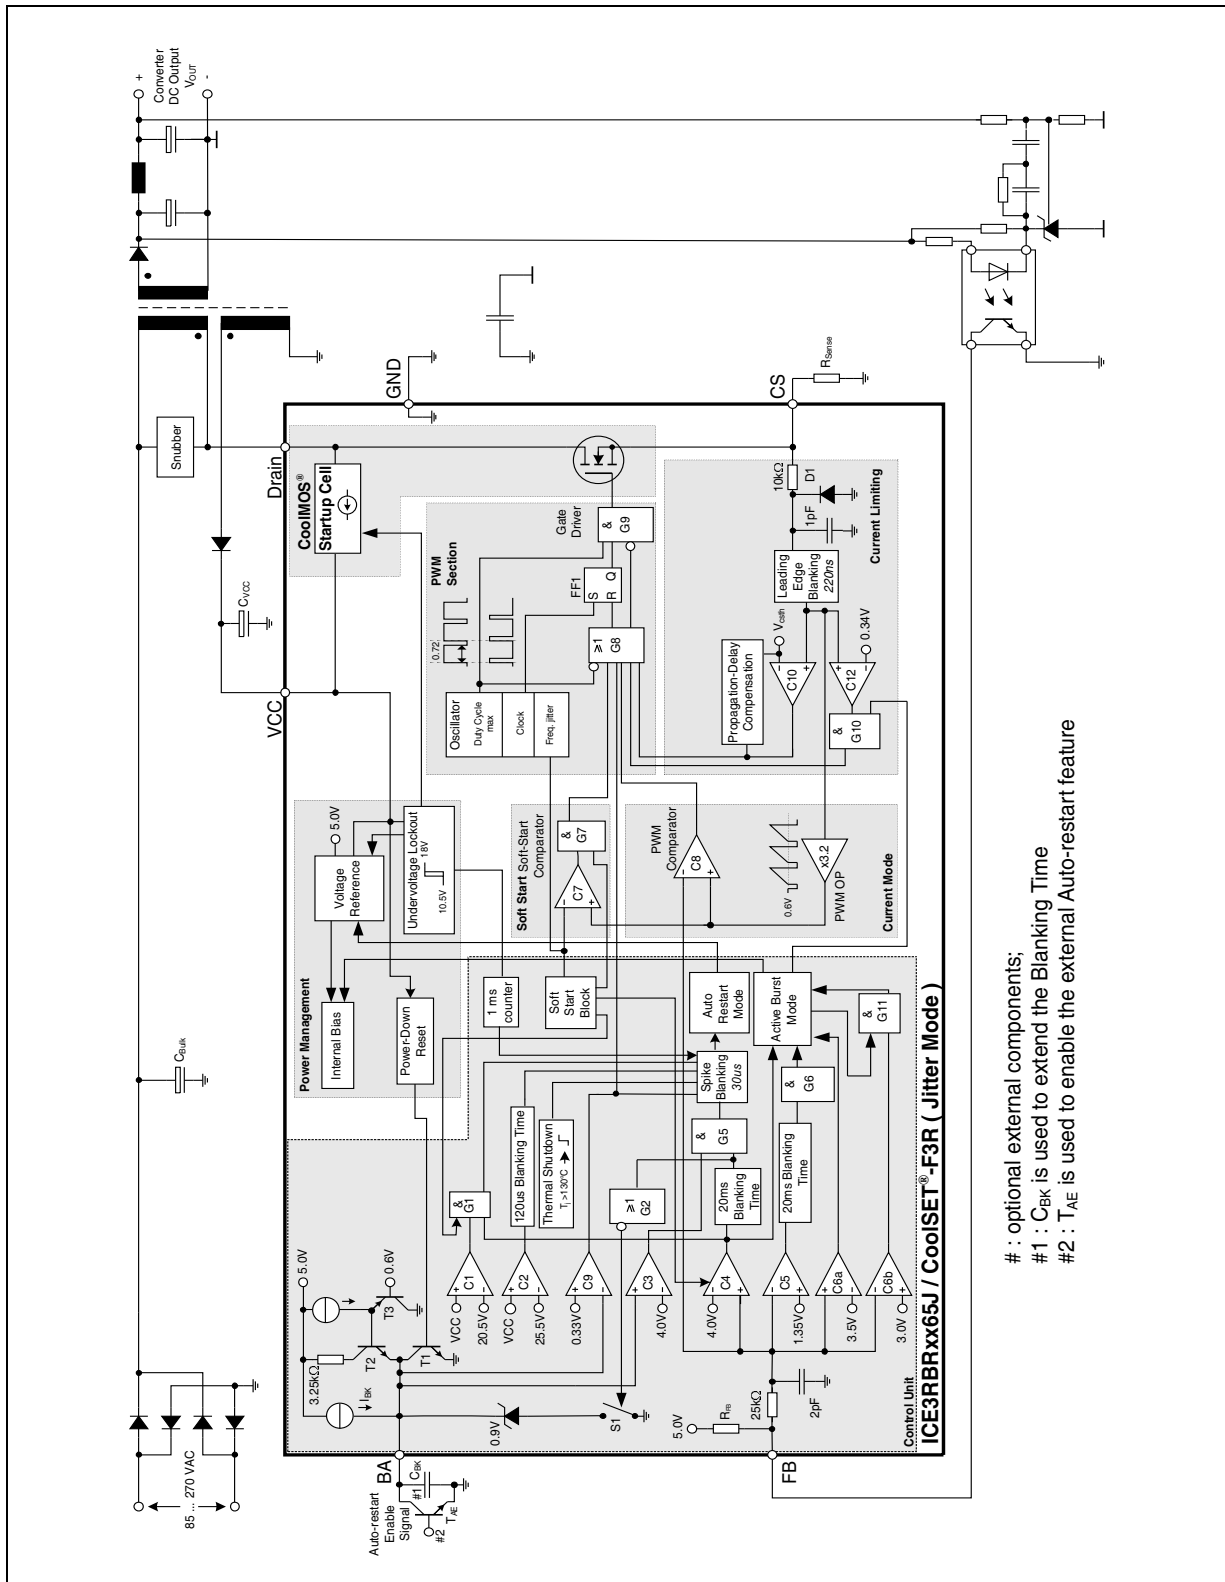 +
Converter
DC Output
VOUT
-
Snubber
CVCC
CBulk
85 ... 270 VAC
Drain
VCC
GND
CS
RSense
CoolMOS®
Startup Cell
PWM
Section
0.72
Oscillator
Duty Cycle
max
Clock
Freq. jitter
Gate
Driver
&
G9
FF1
S
R Q
≥1
G8
Power Management
5.0V
Voltage
Reference
Internal Bias
Undervoltage Lockout
18V
10.5V
Power-Down
Reset
1 ms
counter
Soft Start
Soft-Start
Comparator
&
G7
C7
Soft
Start
Block
PWM
Comparator
C8
0.6V
x3.2
PWM OP
Current Mode
10kΩ
D1
1pF
Leading
Edge
Blanking
220ns
Current Limiting
Propagation-Delay
Compensation
Vcsth
C10
C12
0.34V
&
G10
Auto
Restart
Mode
Active Burst
Mode
&
G11
Spike
Blanking
30us
&
G5
&
G6
&
G1
120us Blanking Time
Thermal Shutdown
Tj >130°C
≥1
G2
20ms
Blanking
Time
20ms Blanking
Time
5.0V
3.25kΩ
IBK
T2
T3
0.6V
T1
VCC
20.5V
C1
VCC
25.5V
C2
0.33V
C9
4.0V
C3
4.0V
C4
1.35V
C5
3.5V
C6a
3.0V
C6b
0.9V
S1
5.0V
RFB
25kΩ
2pF
Control Unit
ICE3RBRxx65J / CoolSET®-F3R ( Jitter Mode )
BA
FB
Auto-restart
Enable
Signal
#1
CBK
#2
TAE
# : optional external components;
#1 : CBK is used to extend the Blanking Time
#2 : TAE is used to enable the external Auto-restart feature